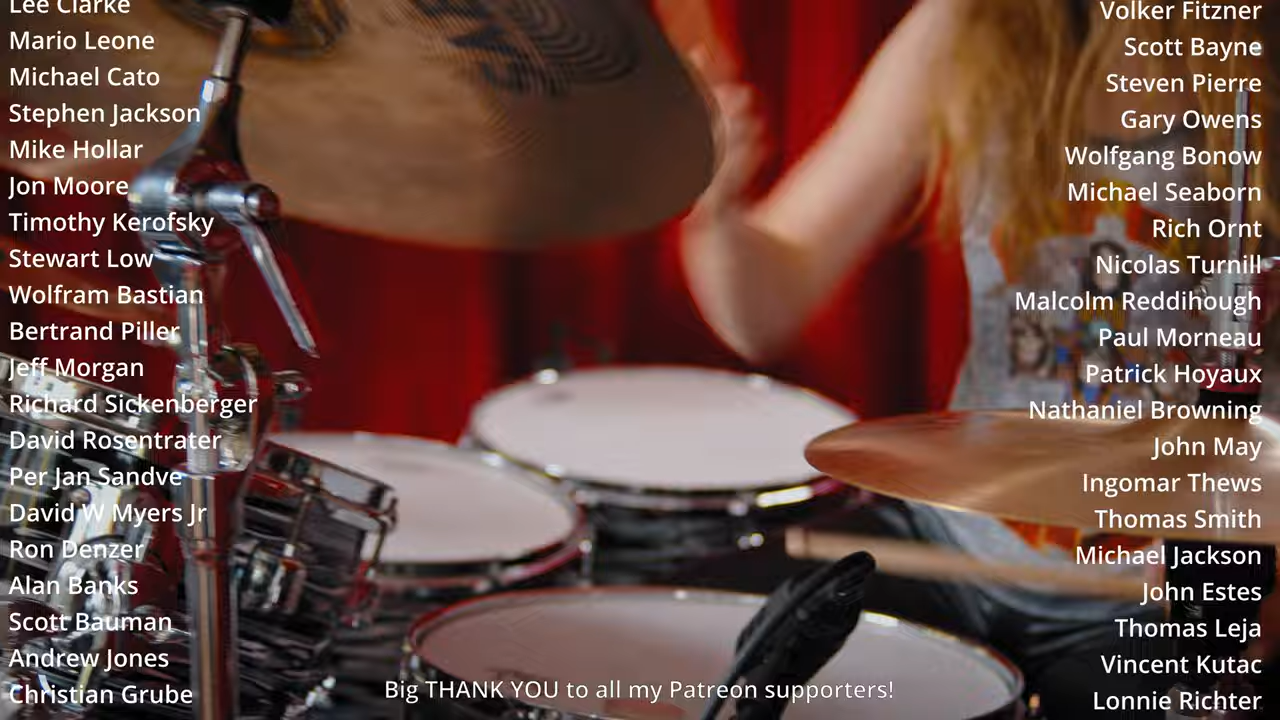 Lee Clarke
Mario Leone
Michael Cato
Stephen Jackson
Mike Hollar
Jon Moore
Timothy Kerofsky
Stewart Low
Wolfram Bastian
Bertrand Piller
Jeff Morgan
Richard Sickenberger
David Rosentrater
Per Jan Sandve
David W Myers Jr
Ron Denzer
Alan Banks
Scott Bauman
Andrew Jones
Christian Grube
Volker Fitzner
Scott Bayne
Steven Pierre
Gary Owens
Wolfgang Bonow
Michael Seaborn
Rich Ornt
Nicolas Turnill
Malcolm Reddihough
Paul Morneau
Patrick Hoyaux
Nathaniel Browning
John May
Ingomar Thews
Thomas Smith
Michael Jackson
John Estes
Thomas Leja
Vincent Kutac
Lonnie Richter
Big THANK YOU to all my Patreon supporters!